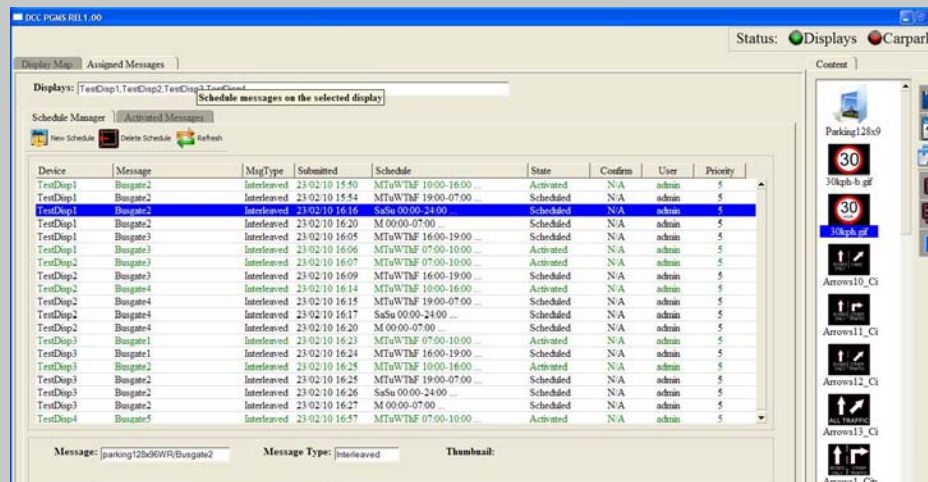 DCC PGMS REL1.00
Status: Displays Carpark
Display Map Assigned Messages Content
Displays: TestDisp1,TestDisp2,TestDisp3,TestDisp4
Schedule messages on the selected display
Schedule Manager Activated Messages
New Schedule Delete Schedule Refresh
Device Message MsgType Submitted Schedule State Confirm User Priority
TestDisp1 Busgate2 Interleaved 23/02/10 15:50 MTuWThF 10:00-16:00 ... Activated N/A admin 5
TestDisp1 Busgate2 Interleaved 23/02/10 15:54 MTuWThF 19:00-07:00 ... Scheduled N/A admin 5
TestDisp1 Busgate2 Interleaved 23/02/10 16:16 SaSu 00:00-24:00 ... Scheduled N/A admin 5
TestDisp1 Busgate2 Interleaved 23/02/10 16:20 M 00:00-07:00 ... Scheduled N/A admin 5
TestDisp1 Busgate3 Interleaved 23/02/10 16:05 MTuWThF 16:00-19:00 ... Scheduled N/A admin 5
TestDisp1 Busgate3 Interleaved 23/02/10 16:06 MTuWThF 07:00-10:00 ... Activated N/A admin 5
TestDisp2 Busgate3 Interleaved 23/02/10 16:07 MTuWThF 07:00-10:00 ... Activated N/A admin 5
TestDisp2 Busgate3 Interleaved 23/02/10 16:09 MTuWThF 16:00-19:00 ... Scheduled N/A admin 5
TestDisp2 Busgate4 Interleaved 23/02/10 16:14 MTuWThF 10:00-16:00 ... Activated N/A admin 5
TestDisp2 Busgate4 Interleaved 23/02/10 16:15 MTuWThF 19:00-07:00 ... Scheduled N/A admin 5
TestDisp2 Busgate4 Interleaved 23/02/10 16:17 SaSu 00:00-24:00 ... Scheduled N/A admin 5
TestDisp2 Busgate4 Interleaved 23/02/10 16:20 M 00:00-07:00 ... Scheduled N/A admin 5
TestDisp3 Busgate1 Interleaved 23/02/10 16:23 MTuWThF 07:00-10:00 ... Activated N/A admin 5
TestDisp3 Busgate1 Interleaved 23/02/10 16:24 MTuWThF 16:00-19:00 ... Scheduled N/A admin 5
TestDisp3 Busgate2 Interleaved 23/02/10 16:25 MTuWThF 10:00-16:00 ... Activated N/A admin 5
TestDisp3 Busgate2 Interleaved 23/02/10 16:25 MTuWThF 19:00-07:00 ... Scheduled N/A admin 5
TestDisp3 Busgate2 Interleaved 23/02/10 16:26 SaSu 00:00-24:00 ... Scheduled N/A admin 5
TestDisp3 Busgate2 Interleaved 23/02/10 16:27 M 00:00-07:00 ... Scheduled N/A admin 5
TestDisp4 Busgate5 Interleaved 23/02/10 16:57 MTuWThF 07:00-10:00 ... Activated N/A admin 5
Message: parking128x96WR/Busgate2 Message Type: Interleaved Thumbnail:
Parking128x9
30
30kph-b.gif
30
30kph.gif
Arrows10_Ci
Arrows11_Ci
Arrows12_Ci
ALL TRAFFIC
Arrows13_Ci